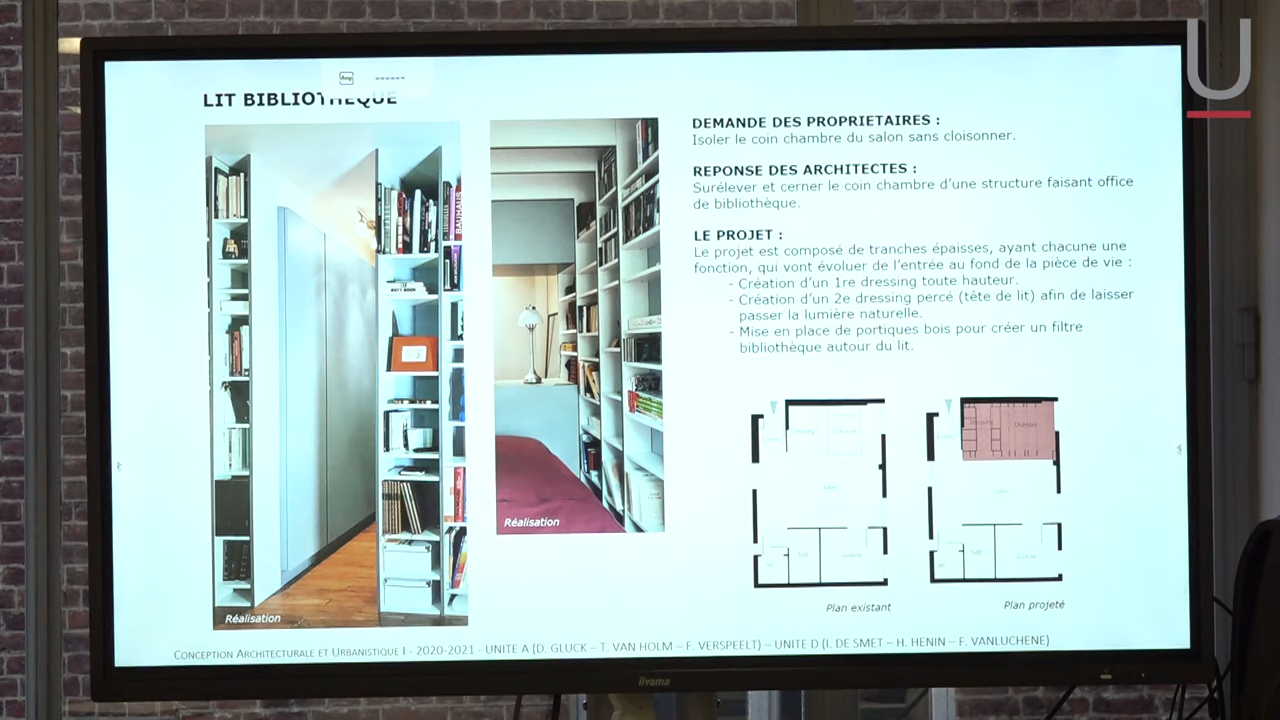 U
LIT BIBLIOTHEQUE
DEMANDE DES PROPRIETAIRES :
Isoler le coin chambre du salon sans cloisonner.
REPONSE DES ARCHITECTES :
Surélever et cerner le coin chambre d'une structure faisant office
de bibliothèque.
LE PROJET :
Le projet est composé de tranches épaisses, ayant chacune une
fonction, qui vont évoluer de l'entrée au fond de la pièce de vie :
- Création d'un 1re dressing toute hauteur.
- Création d'un 2e dressing percé (tête de lit) afin de laisser
passer la lumière naturelle.
- Mise en place de portiques bois pour créer un filtre
bibliothèque autour du lit.
BAUHAUS
Réalisation
Réalisation
Dressing
Chambre
Plan existant
Plan projeté
CONCEPTION ARCHITECTURALE ET URBANISTIQUE I - 2020-2021 - UNITE A (D. GLUCK – T. VAN HOLM – F. VERSPEELT) – UNITE D (I. DE SMET – H. HENIN – F. VANLUCHENE)
iiyama